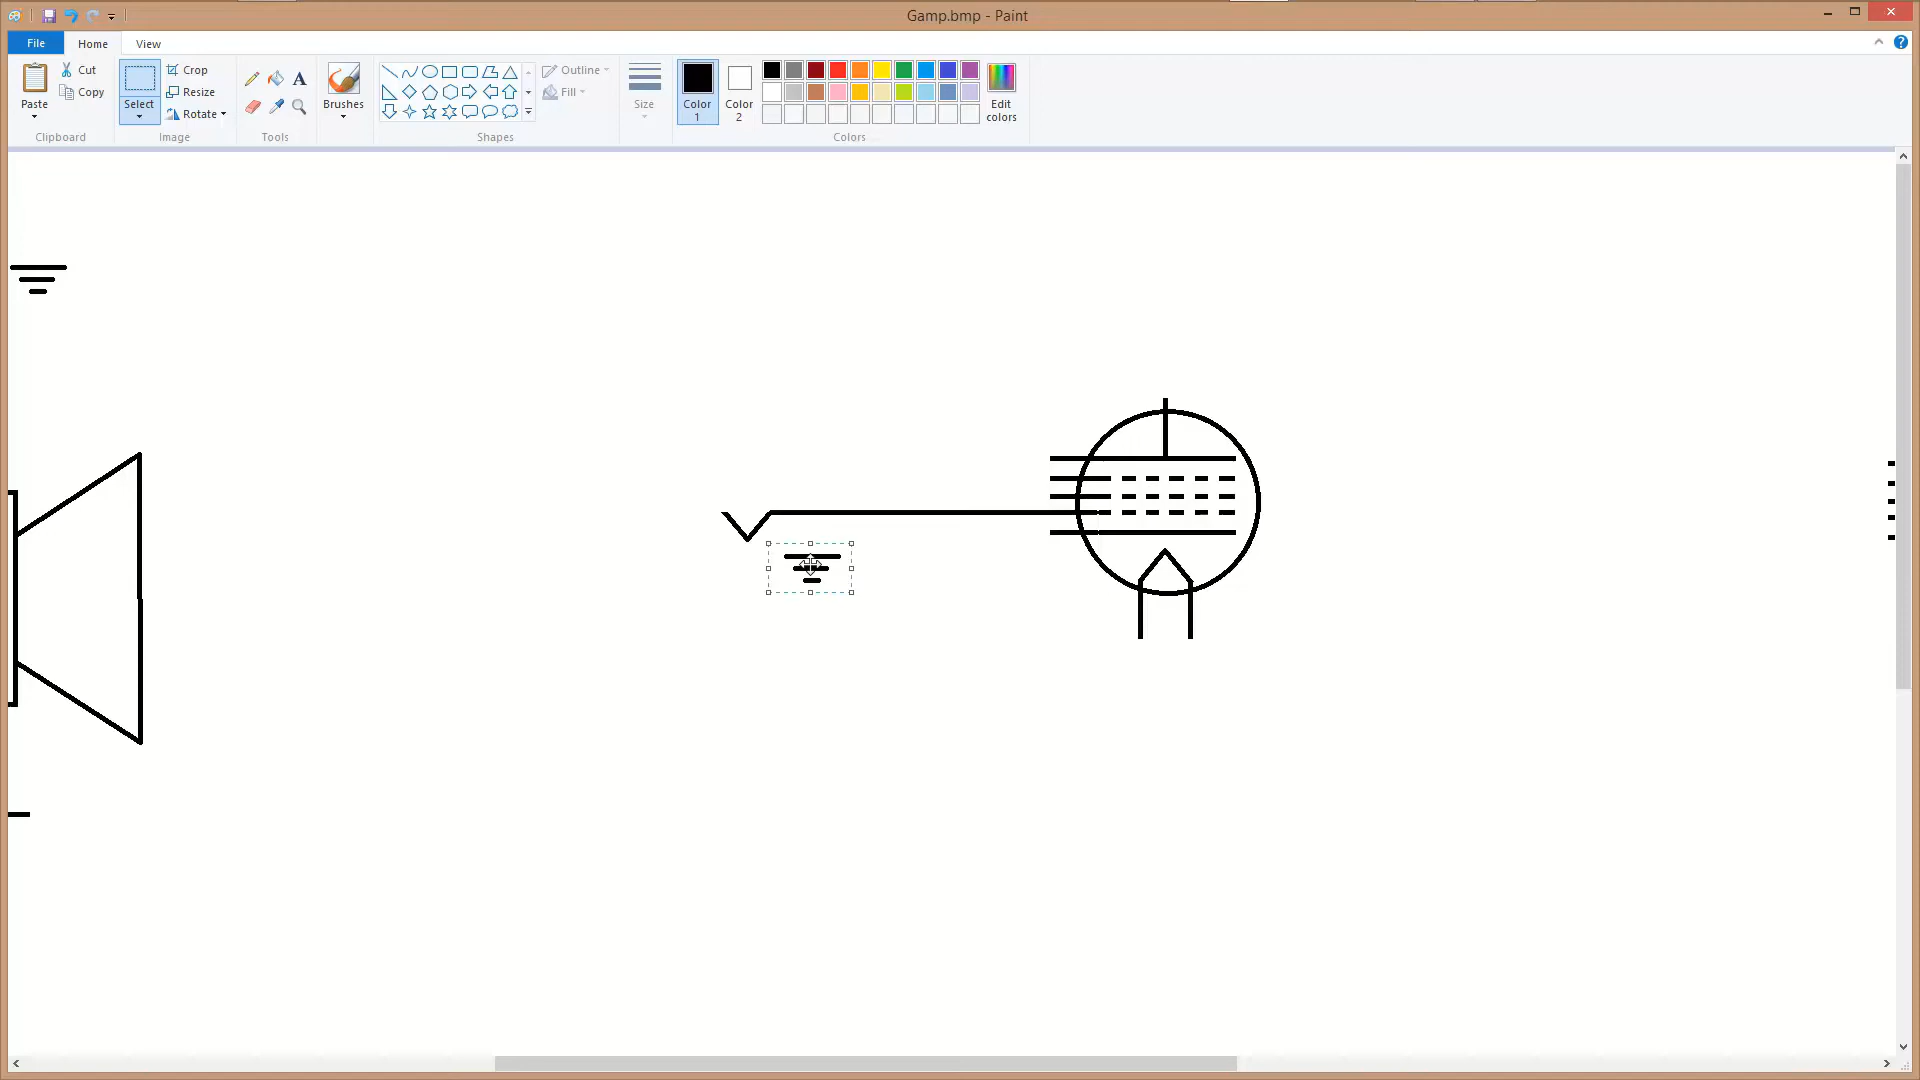 Gamp.bmp - Paint
File Home View
Paste
Cut
Copy
Clipboard
Select
Crop
Resize
Rotate
Image
A
Tools
Brushes
Shapes
Outline
Fill
Size
Color
1
Color
2
Edit
colors
Colors